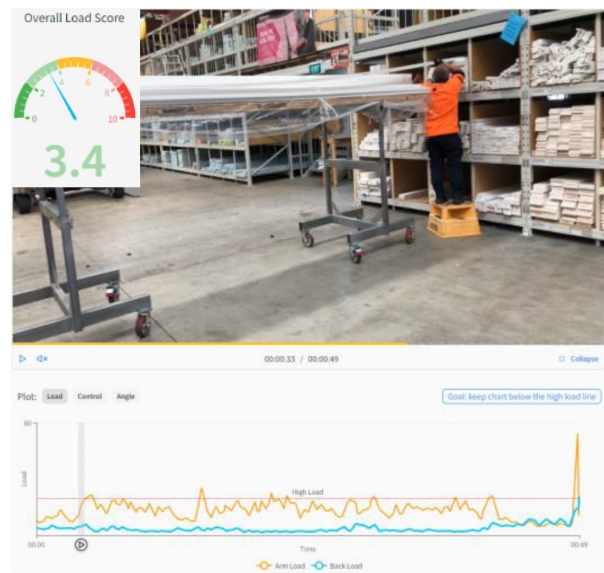 Overall Load Score
0
2
4
6
8
10
3.4
EXIT
00:00:33 / 00:00:49
Collapse
Plot: Load Control Angle
Goal: keep chart below the high load line
80
Load
High Load
00:00
Time
00:49
Arm Load Back Load